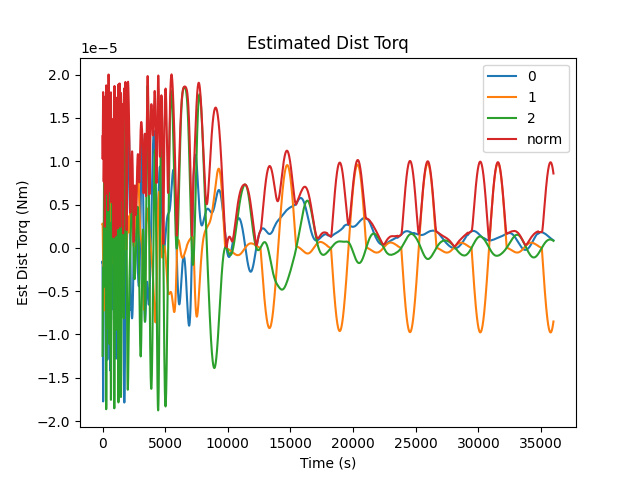 Estimated Dist Torq
1e−5
2.0
1.5
1.0
0.5
0.0
−0.5
−1.0
−1.5
−2.0
Est Dist Torq (Nm)
0
1
2
norm
0 5000 10000 15000 20000 25000 30000 35000
Time (s)